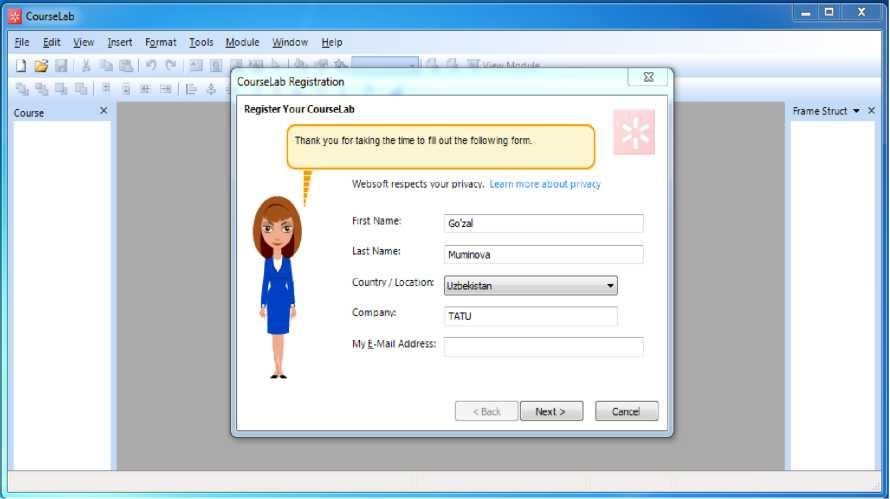 CourseLab
File Edit View Insert Format Tools Module Window Help
View Module
Course
Frame Struct
CourseLab Registration
Register Your CourseLab
Thank you for taking the time to fill out the following form.
Websoft respects your privacy. Learn more about privacy
First Name: Go'zal
Last Name: Muminova
Country / Location: Uzbekistan
Company: TATU
My E-Mail Address:
< Back Next > Cancel